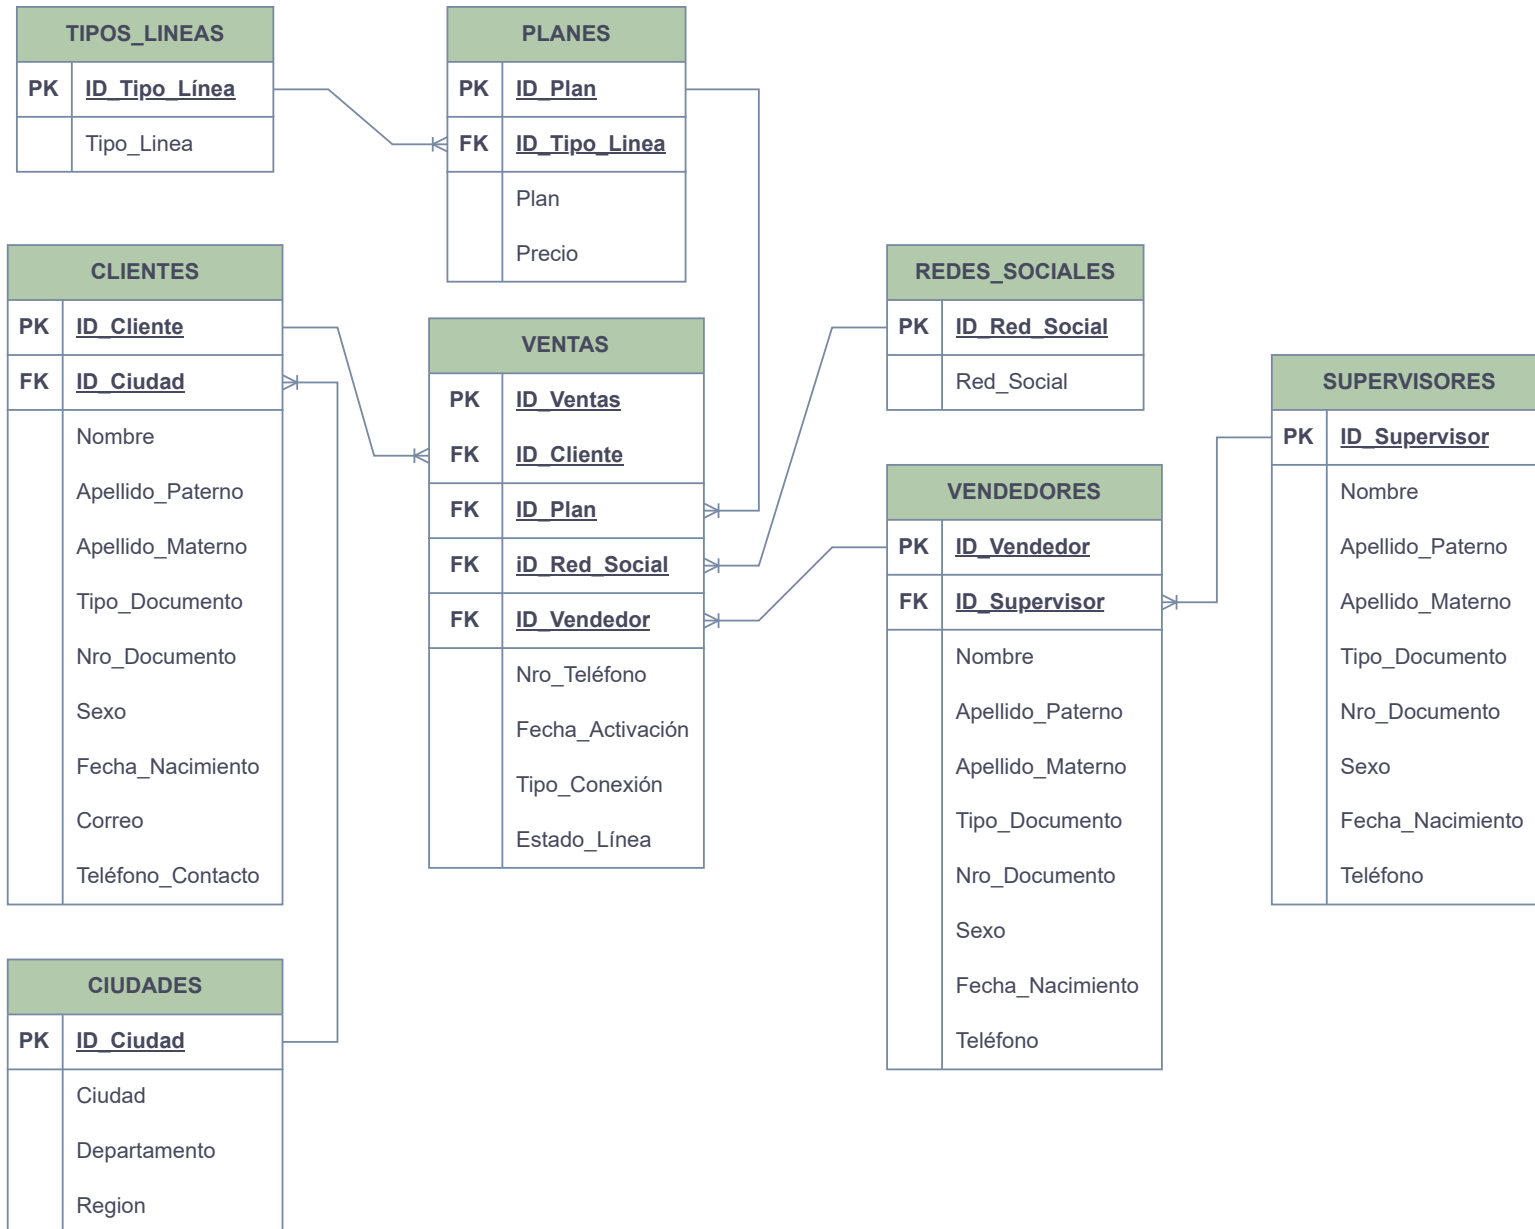 TIPOS_LINEAS
PK ID_Tipo_Línea
Tipo_Linea
PLANES
PK ID_Plan
FK ID_Tipo_Linea
Plan
Precio
CLIENTES
PK ID_Cliente
FK ID_Ciudad
Nombre
Apellido_Paterno
Apellido_Materno
Tipo_Documento
Nro_Documento
Sexo
Fecha_Nacimiento
Correo
Teléfono_Contacto
VENTAS
PK ID_Ventas
FK ID_Cliente
FK ID_Plan
FK iD_Red_Social
FK ID_Vendedor
Nro_Teléfono
Fecha_Activación
Tipo_Conexión
Estado_Línea
REDES_SOCIALES
PK ID_Red_Social
Red_Social
VENDEDORES
PK ID_Vendedor
FK ID_Supervisor
Nombre
Apellido_Paterno
Apellido_Materno
Tipo_Documento
Nro_Documento
Sexo
Fecha_Nacimiento
Teléfono
SUPERVISORES
PK ID_Supervisor
Nombre
Apellido_Paterno
Apellido_Materno
Tipo_Documento
Nro_Documento
Sexo
Fecha_Nacimiento
Teléfono
CIUDADES
PK ID_Ciudad
Ciudad
Departamento
Region